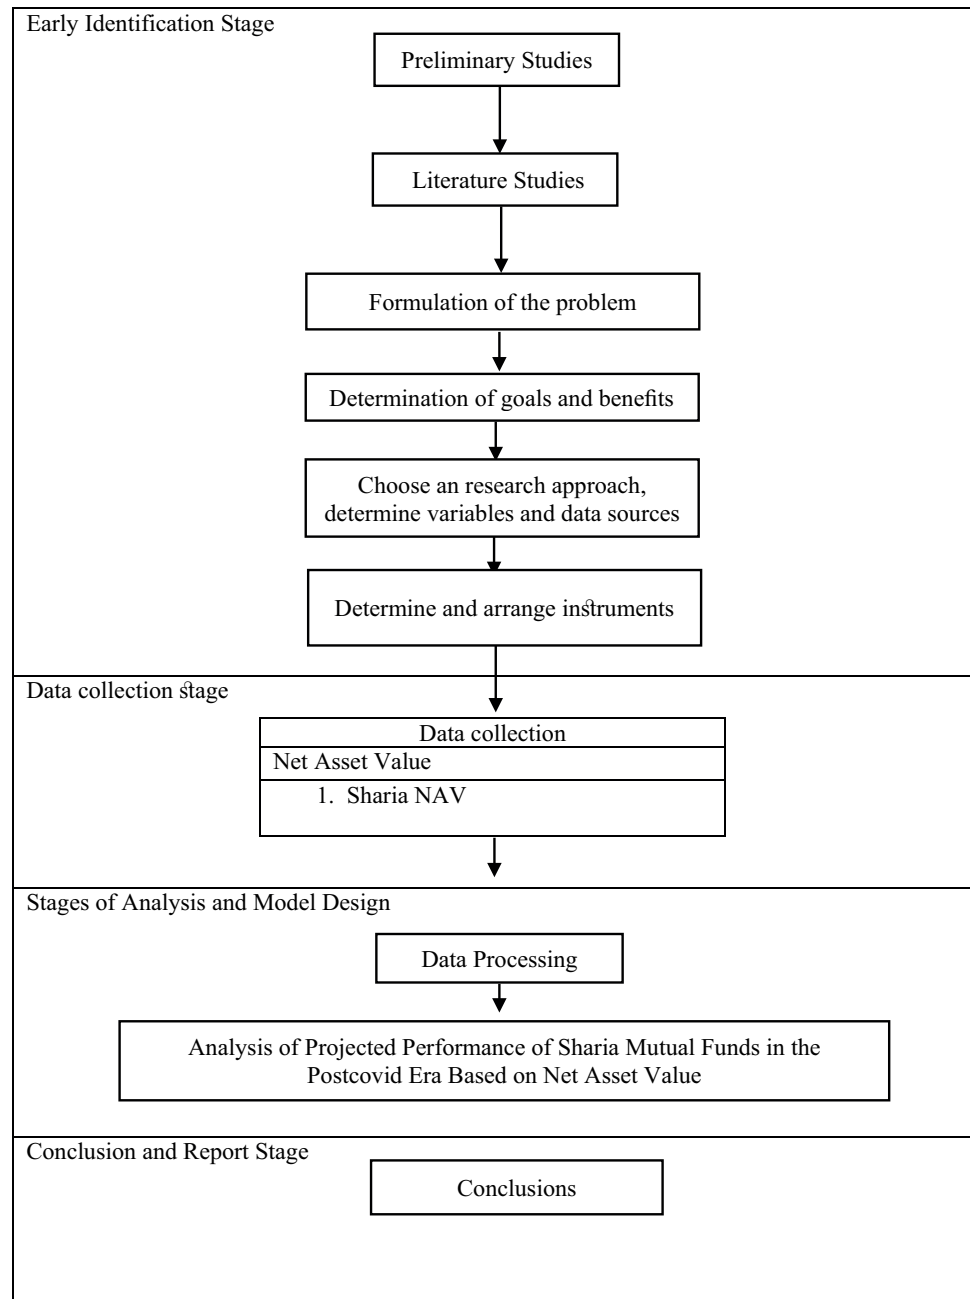 Early Identification Stage
Preliminary Studies
Literature Studies
Formulation of the problem
Determination of goals and benefits
Choose an research approach,
determine variables and data sources
Determine and arrange instruments
Data collection stage
Data collection
Net Asset Value
1. Sharia NAV
Stages of Analysis and Model Design
Data Processing
Analysis of Projected Performance of Sharia Mutual Funds in the
Postcovid Era Based on Net Asset Value
Conclusion and Report Stage
Conclusions